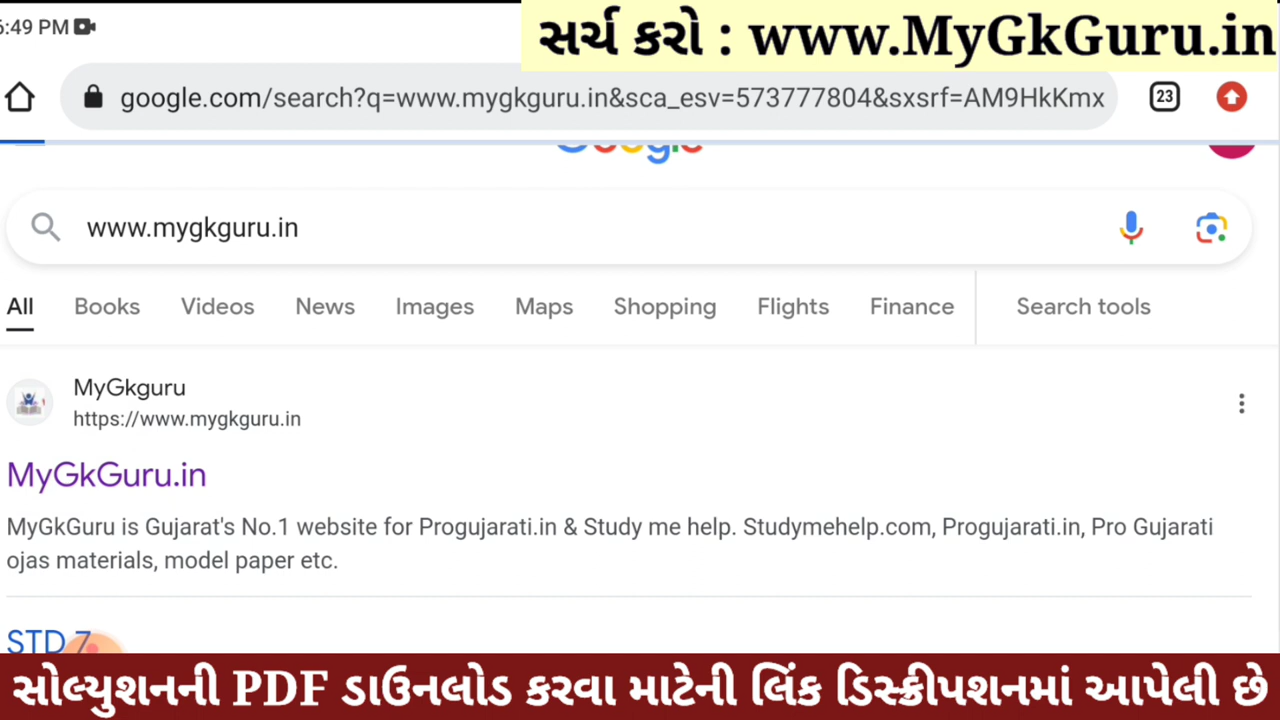 6:49 PM
સર્ચ કરો : www.MyGkGuru.in
google.com/search?q=www.mygkguru.in&sca_esv=573777804&sxsrf=AM9HkKmx
23
Google
www.mygkguru.in
All Books Videos News Images Maps Shopping Flights Finance Search tools
MyGkguru
https://www.mygkguru.in
MyGkGuru.in
MyGkGuru is Gujarat's No.1 website for Progujarati.in & Study me help. Studymehelp.com, Progujarati.in, Pro Gujarati
ojas materials, model paper etc.
STD 7
સોલ્યુશનની PDF ડાઉનલોડ કરવા માટેની લિંક ડિસ્ક્રીપશનમાં આપેલી છે